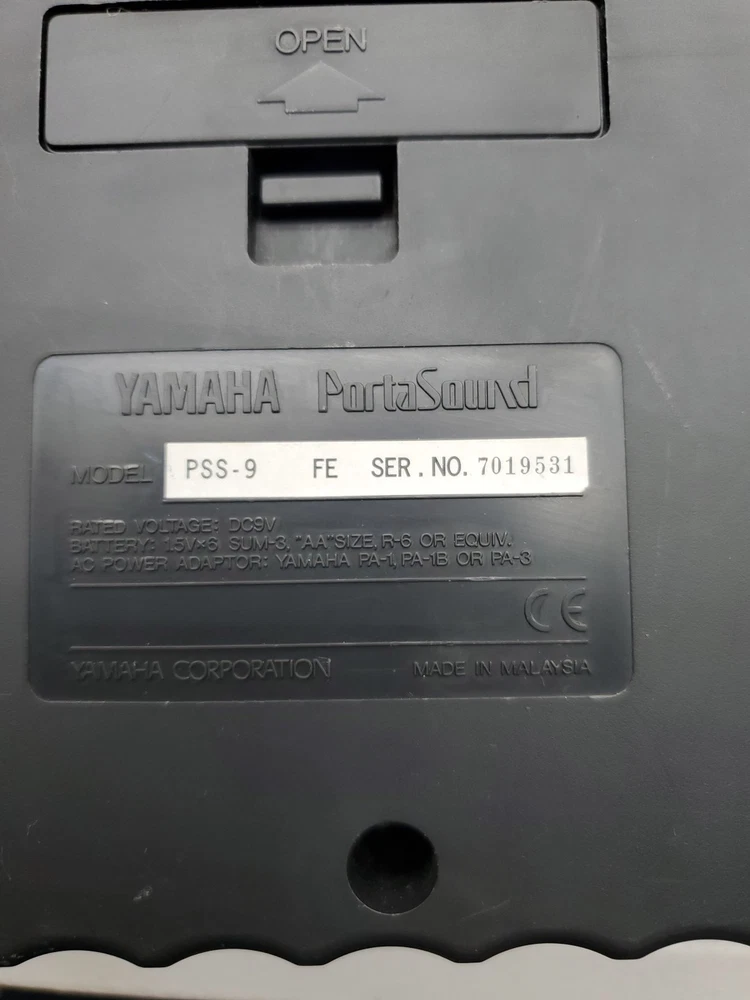 OPEN
YAMAHA PortaSound
MODEL PSS-9 FE SER.NO. 7019531
RATED VOLTAGE: DC9V
BATTERY: 1.5V×6 SUM-3, "AA" SIZE, R-6 OR EQUIV.
AC POWER ADAPTOR: YAMAHA PA-1, PA-1B OR PA-3
CE
YAMAHA CORPORATION MADE IN MALAYSIA